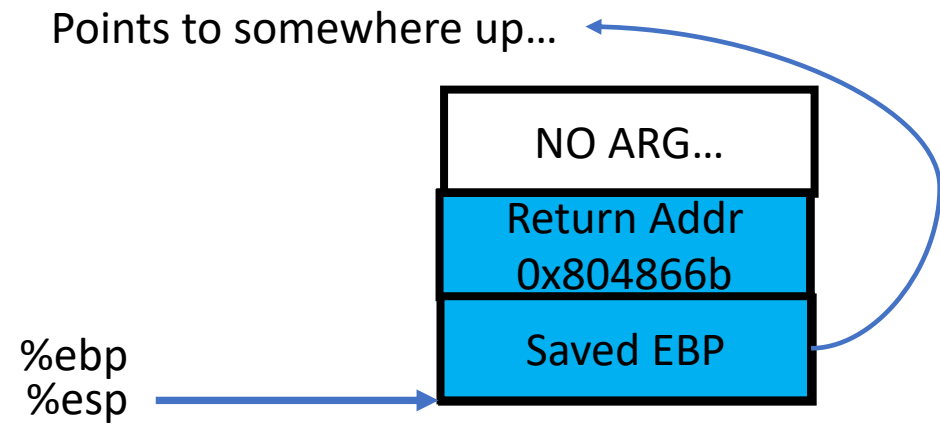 Points to somewhere up…
NO ARG…
Return Addr
0x804866b
Saved EBP
%ebp
%esp